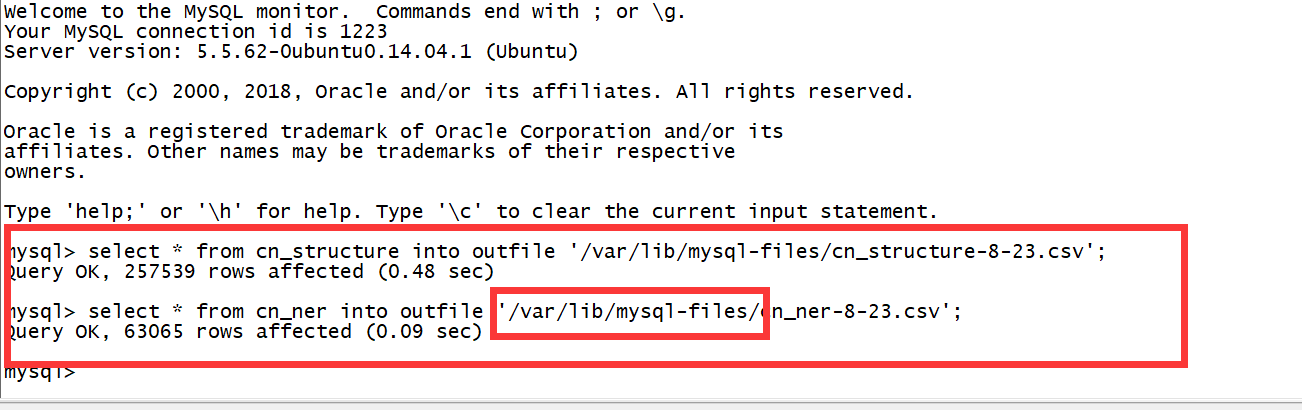 Welcome to the MySQL monitor.  Commands end with ; or \g.
Your MySQL connection id is 1223
Server version: 5.5.62-0ubuntu0.14.04.1 (Ubuntu)
Copyright (c) 2000, 2018, Oracle and/or its affiliates. All rights reserved.
Oracle is a registered trademark of Oracle Corporation and/or its
affiliates. Other names may be trademarks of their respective
owners.
Type 'help;' or '\h' for help. Type '\c' to clear the current input statement.
mysql> select * from cn_structure into outfile '/var/lib/mysql-files/cn_structure-8-23.csv';
Query OK, 257539 rows affected (0.48 sec)
mysql> select * from cn_ner into outfile '/var/lib/mysql-files/cn_ner-8-23.csv';
Query OK, 63065 rows affected (0.09 sec)
mysql>